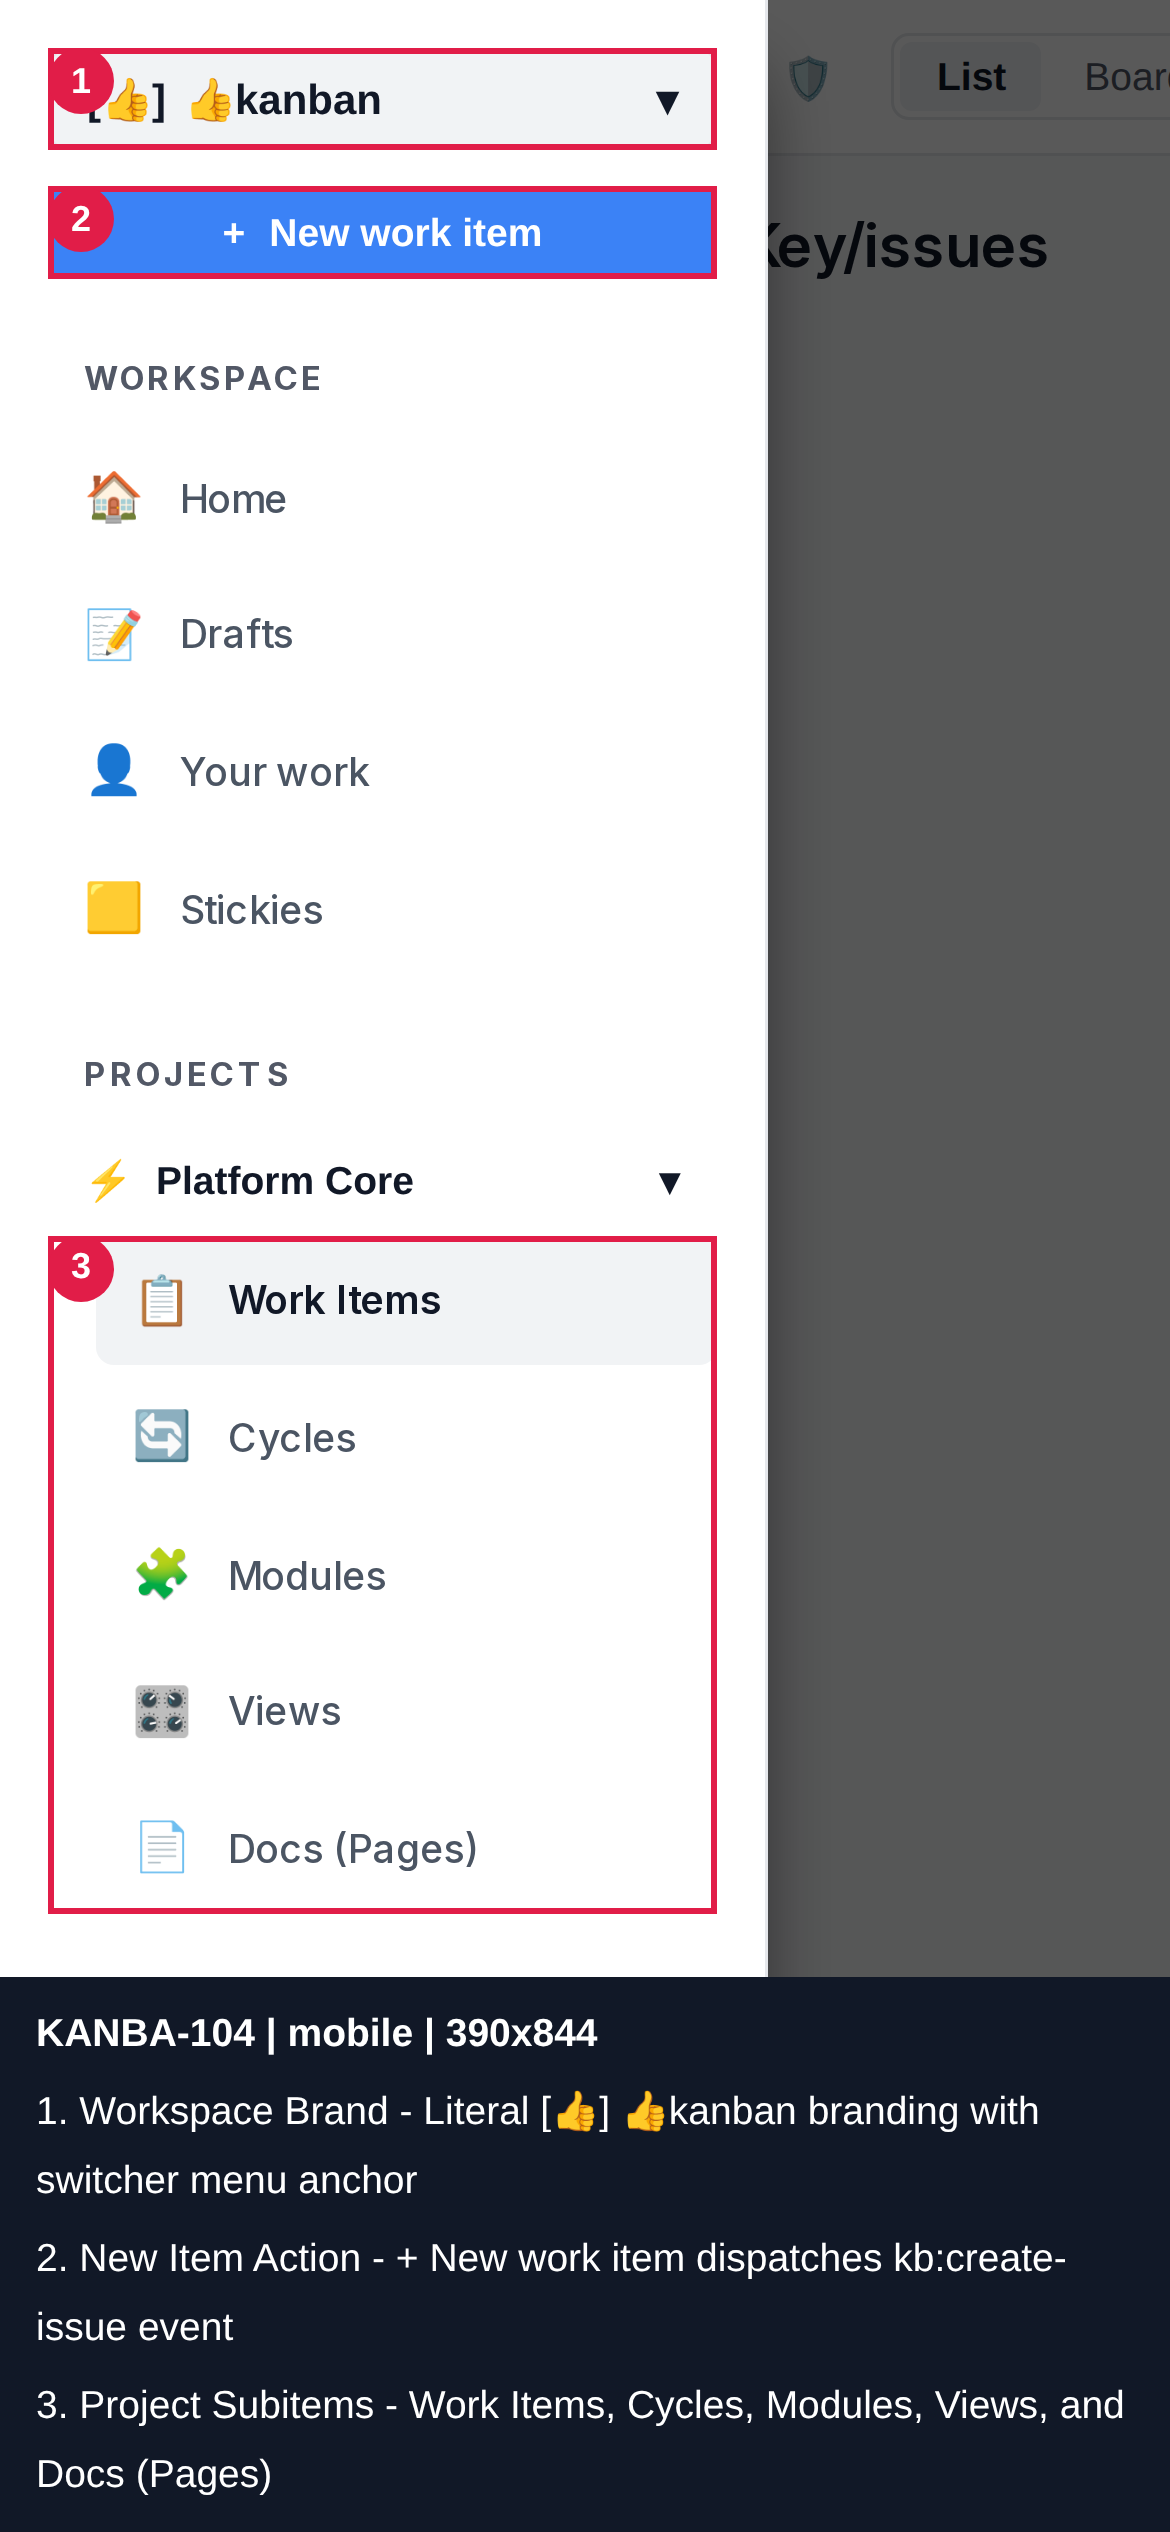 1
[👍] 👍kanban ▼
List Boar
2
+ New work item
Key/issues
WORKSPACE
🏠 Home
📝 Drafts
👤 Your work
🟨 Stickies
PROJECTS
⚡ Platform Core ▼
3
📋 Work Items
🔄 Cycles
🧩 Modules
🎛️ Views
📄 Docs (Pages)
KANBA-104 | mobile | 390x844
1. Workspace Brand - Literal [👍] 👍kanban branding with
switcher menu anchor
2. New Item Action - + New work item dispatches kb:create-
issue event
3. Project Subitems - Work Items, Cycles, Modules, Views, and
Docs (Pages)